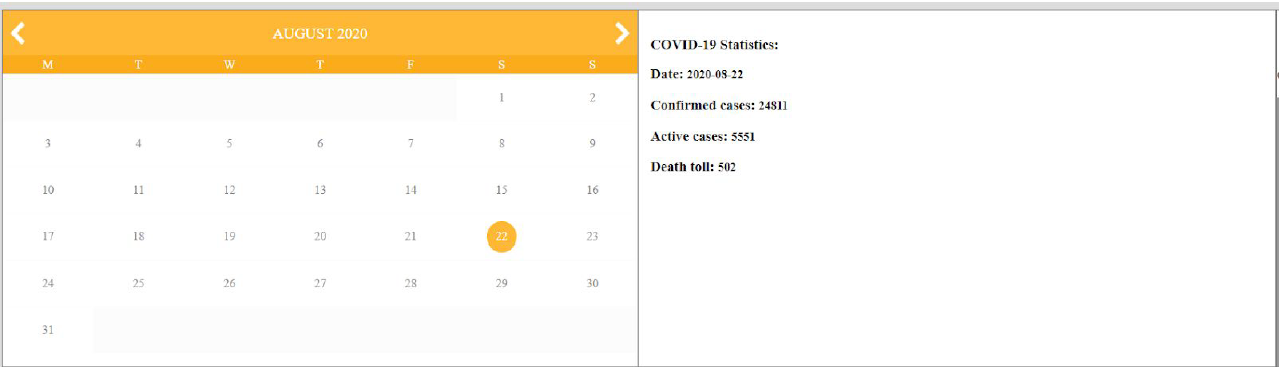 AUGUST 2020
M T W T F S S
1 2
3 4 5 6 7 8 9
10 11 12 13 14 15 16
17 18 19 20 21 22 23
24 25 26 27 28 29 30
31
COVID-19 Statistics:
Date: 2020-08-22
Confirmed cases: 24811
Active cases: 5551
Death toll: 502